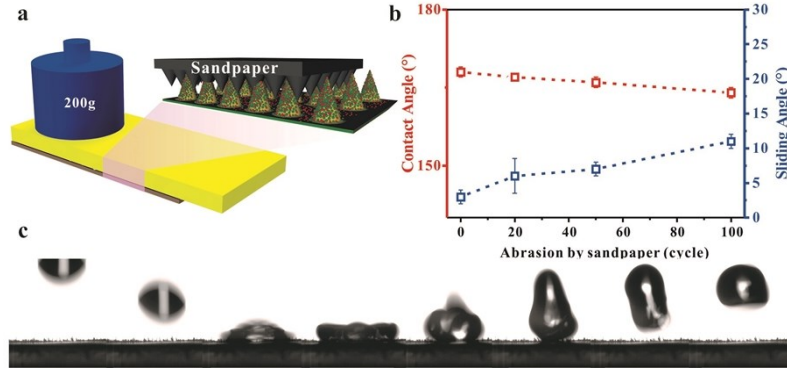 a
200g
Sandpaper
b
180
150
Contact Angle (°)
30
25
20
15
10
5
0
Sliding Angle (°)
0
20
40
60
80
100
Abrasion by sandpaper (cycle)
c